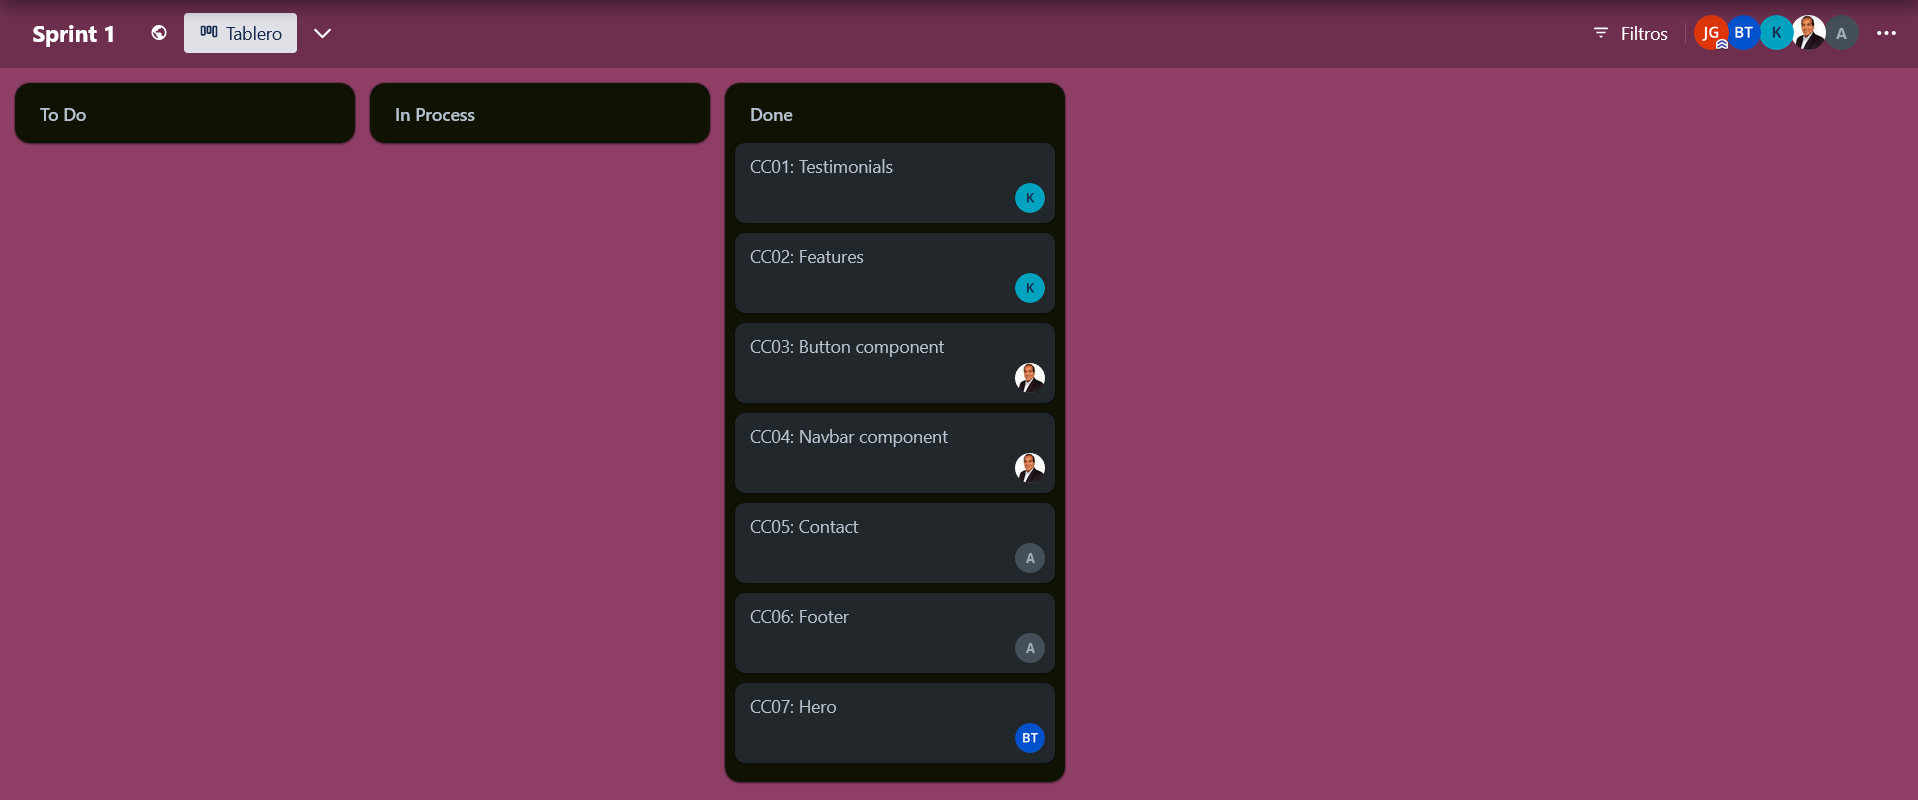 Sprint 1
Tablero
Filtros
JG
BT
K
A
To Do
In Process
Done
CC01: Testimonials
K
CC02: Features
K
CC03: Button component
CC04: Navbar component
CC05: Contact
A
CC06: Footer
A
CC07: Hero
BT